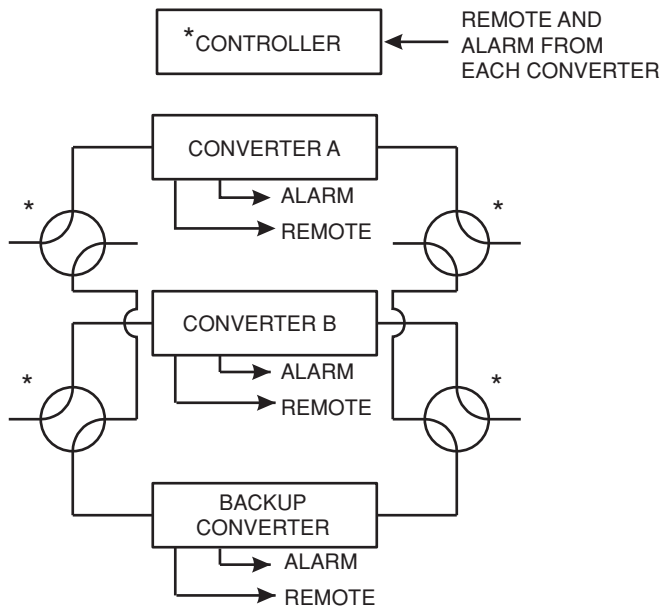 *CONTROLLER
REMOTE AND
ALARM FROM
EACH CONVERTER
CONVERTER A
ALARM
REMOTE
*
*
CONVERTER B
ALARM
REMOTE
*
*
BACKUP
CONVERTER
ALARM
REMOTE